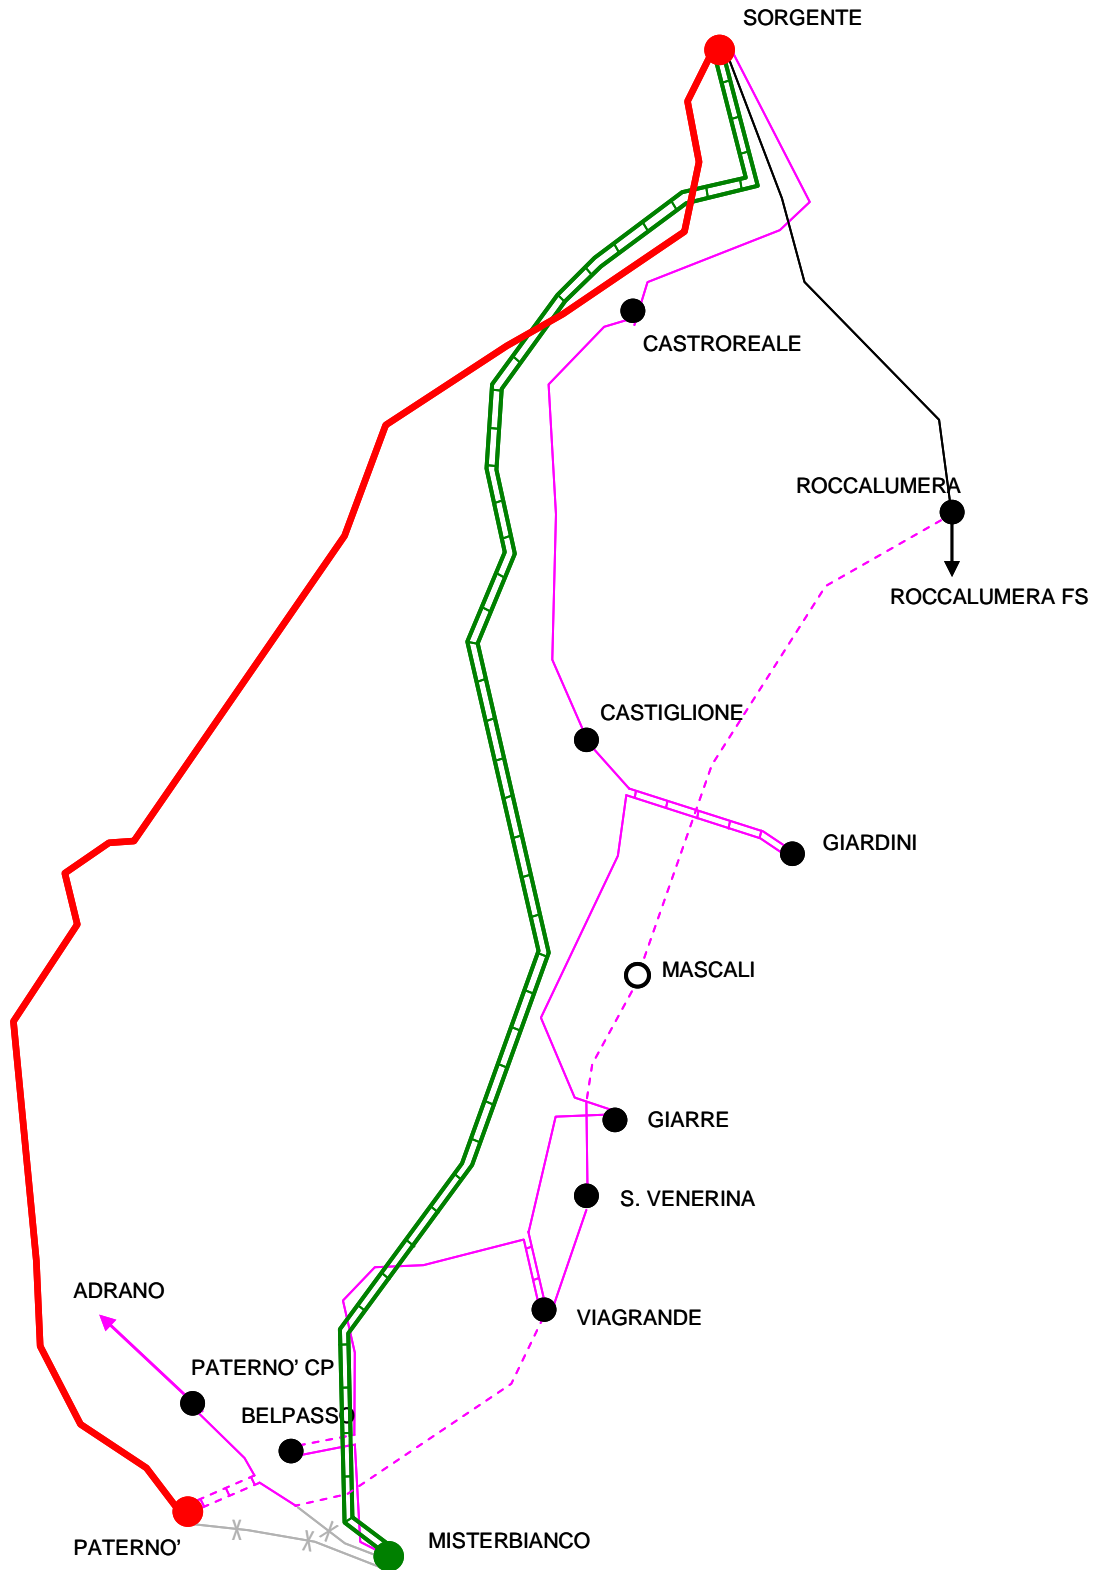 SORGENTE
CASTROREALE
ROCCALUMERA
ROCCALUMERA FS
CASTIGLIONE
GIARDINI
MASCALI
GIARRE
S. VENERINA
ADRANO
VIAGRANDE
PATERNO' CP
BELPASSO
MISTERBIANCO
PATERNO'